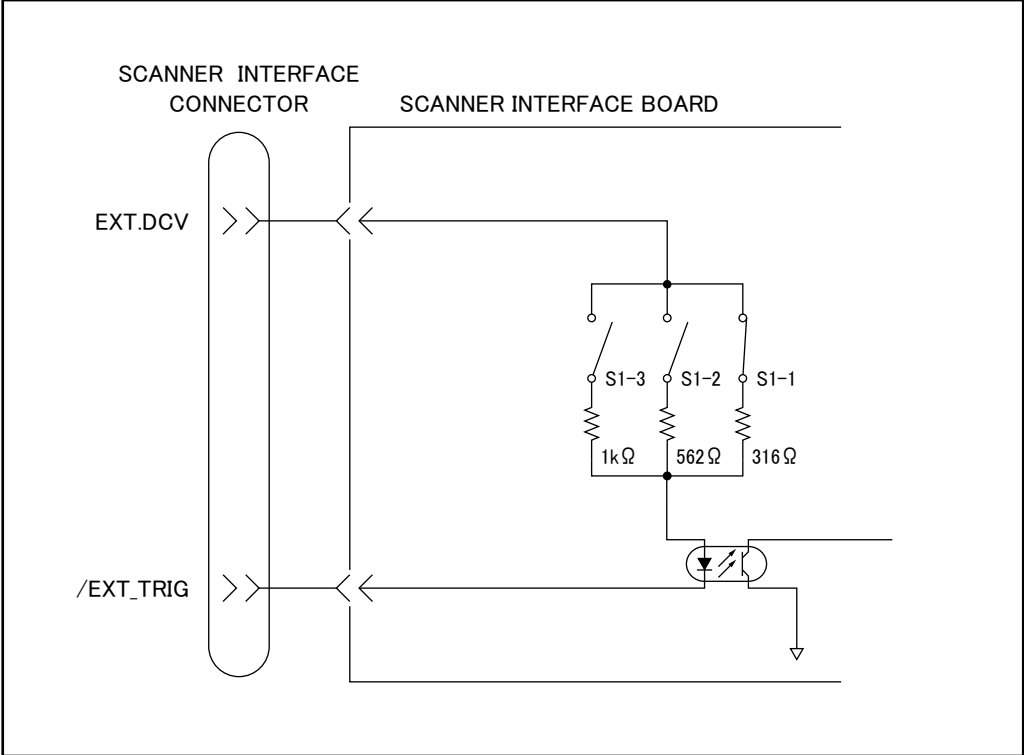 SCANNER INTERFACE
CONNECTOR
SCANNER INTERFACE BOARD
EXT.DCV
S1-3
S1-2
S1-1
1kΩ
562Ω
316Ω
/EXT_TRIG